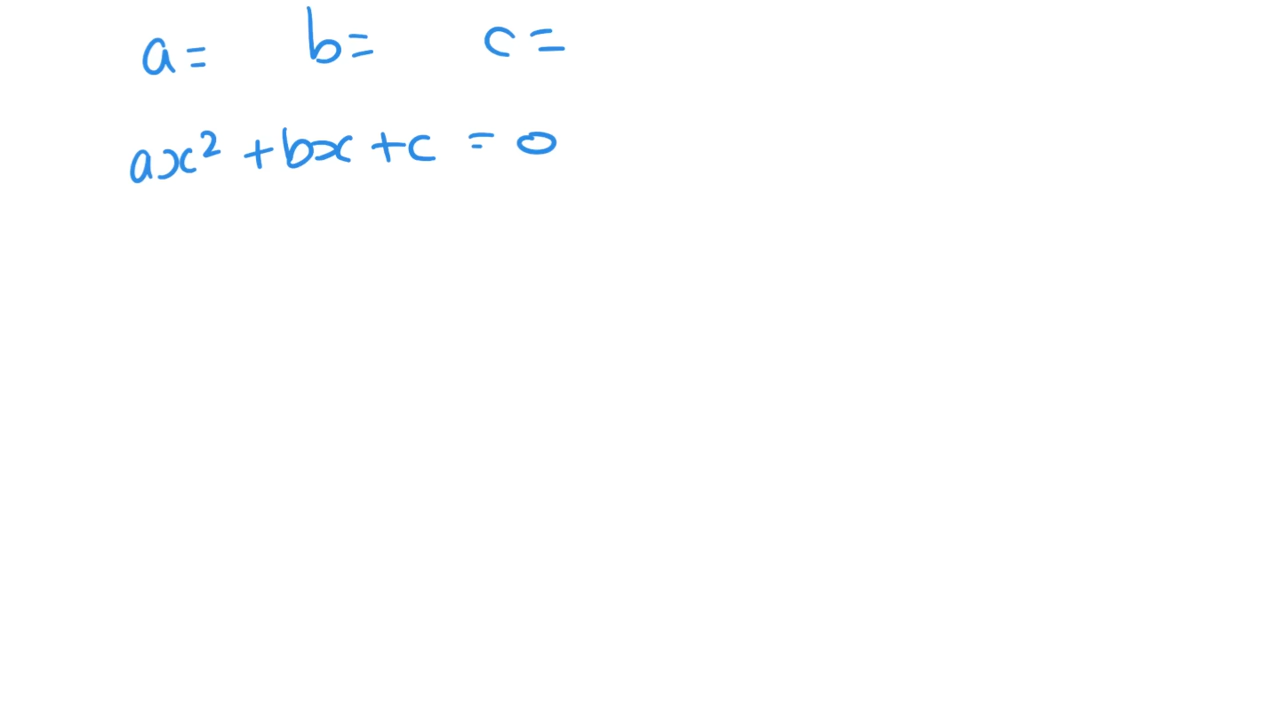 a= b= c=
ax² + bx + c = 0